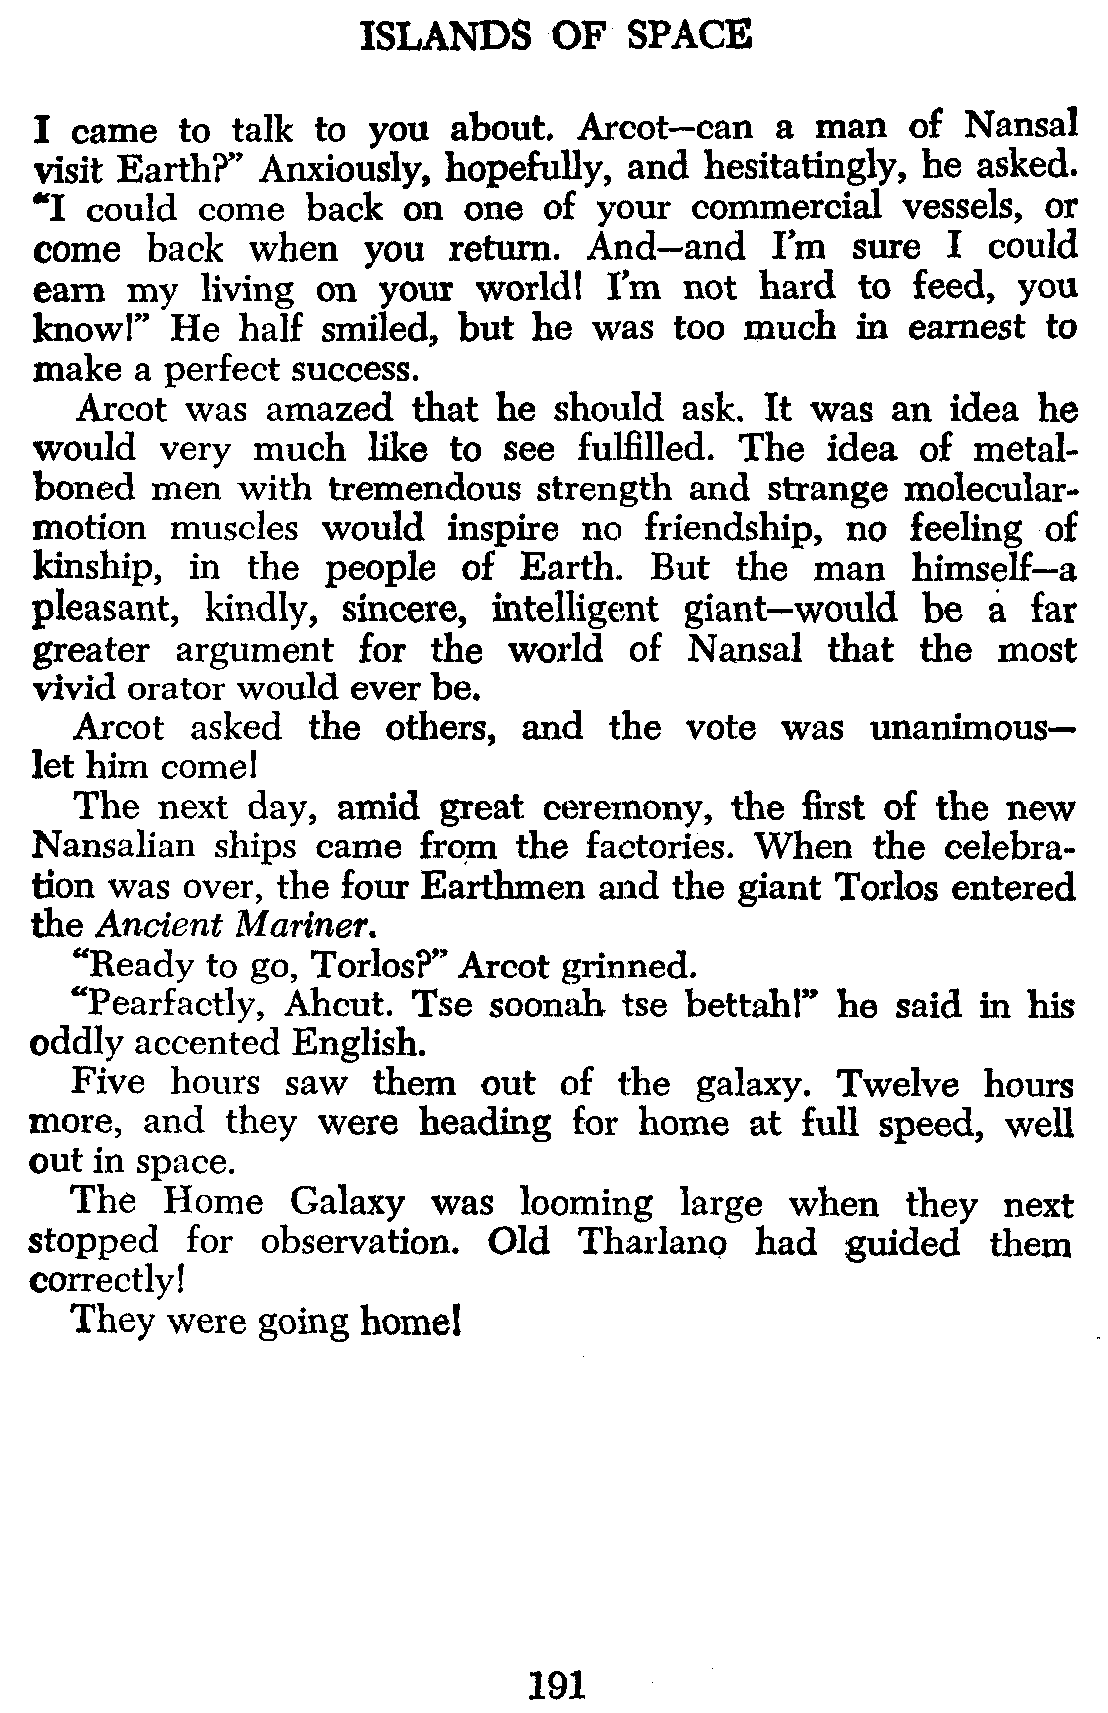 ISLANDS OF SPACE
I came to talk to you about. Arcot—can a man of Nansal
visit Earth?” Anxiously, hopefully, and hesitatingly, he asked.
“I could come back on one of your commercial vessels, or
come back when you return. And—and I’m sure I could
earn my living on your world! I’m not hard to feed, you
know!” He half smiled, but he was too much in earnest to
make a perfect success.
Arcot was amazed that he should ask. It was an idea he
would very much like to see fulfilled. The idea of metal-
boned men with tremendous strength and strange molecular-
motion muscles would inspire no friendship, no feeling of
kinship, in the people of Earth. But the man himself—a
pleasant, kindly, sincere, intelligent giant—would be a far
greater argument for the world of Nansal that the most
vivid orator would ever be.
Arcot asked the others, and the vote was unanimous—
let him come!
The next day, amid great ceremony, the first of the new
Nansalian ships came from the factories. When the celebra-
tion was over, the four Earthmen and the giant Torlos entered
the Ancient Mariner.
“Ready to go, Torlos?” Arcot grinned.
“Pearfactly, Ahcut. Tse soonah tse bettah!” he said in his
oddly accented English.
Five hours saw them out of the galaxy. Twelve hours
more, and they were heading for home at full speed, well
out in space.
The Home Galaxy was looming large when they next
stopped for observation. Old Tharlano had guided them
correctly!
They were going home!
191